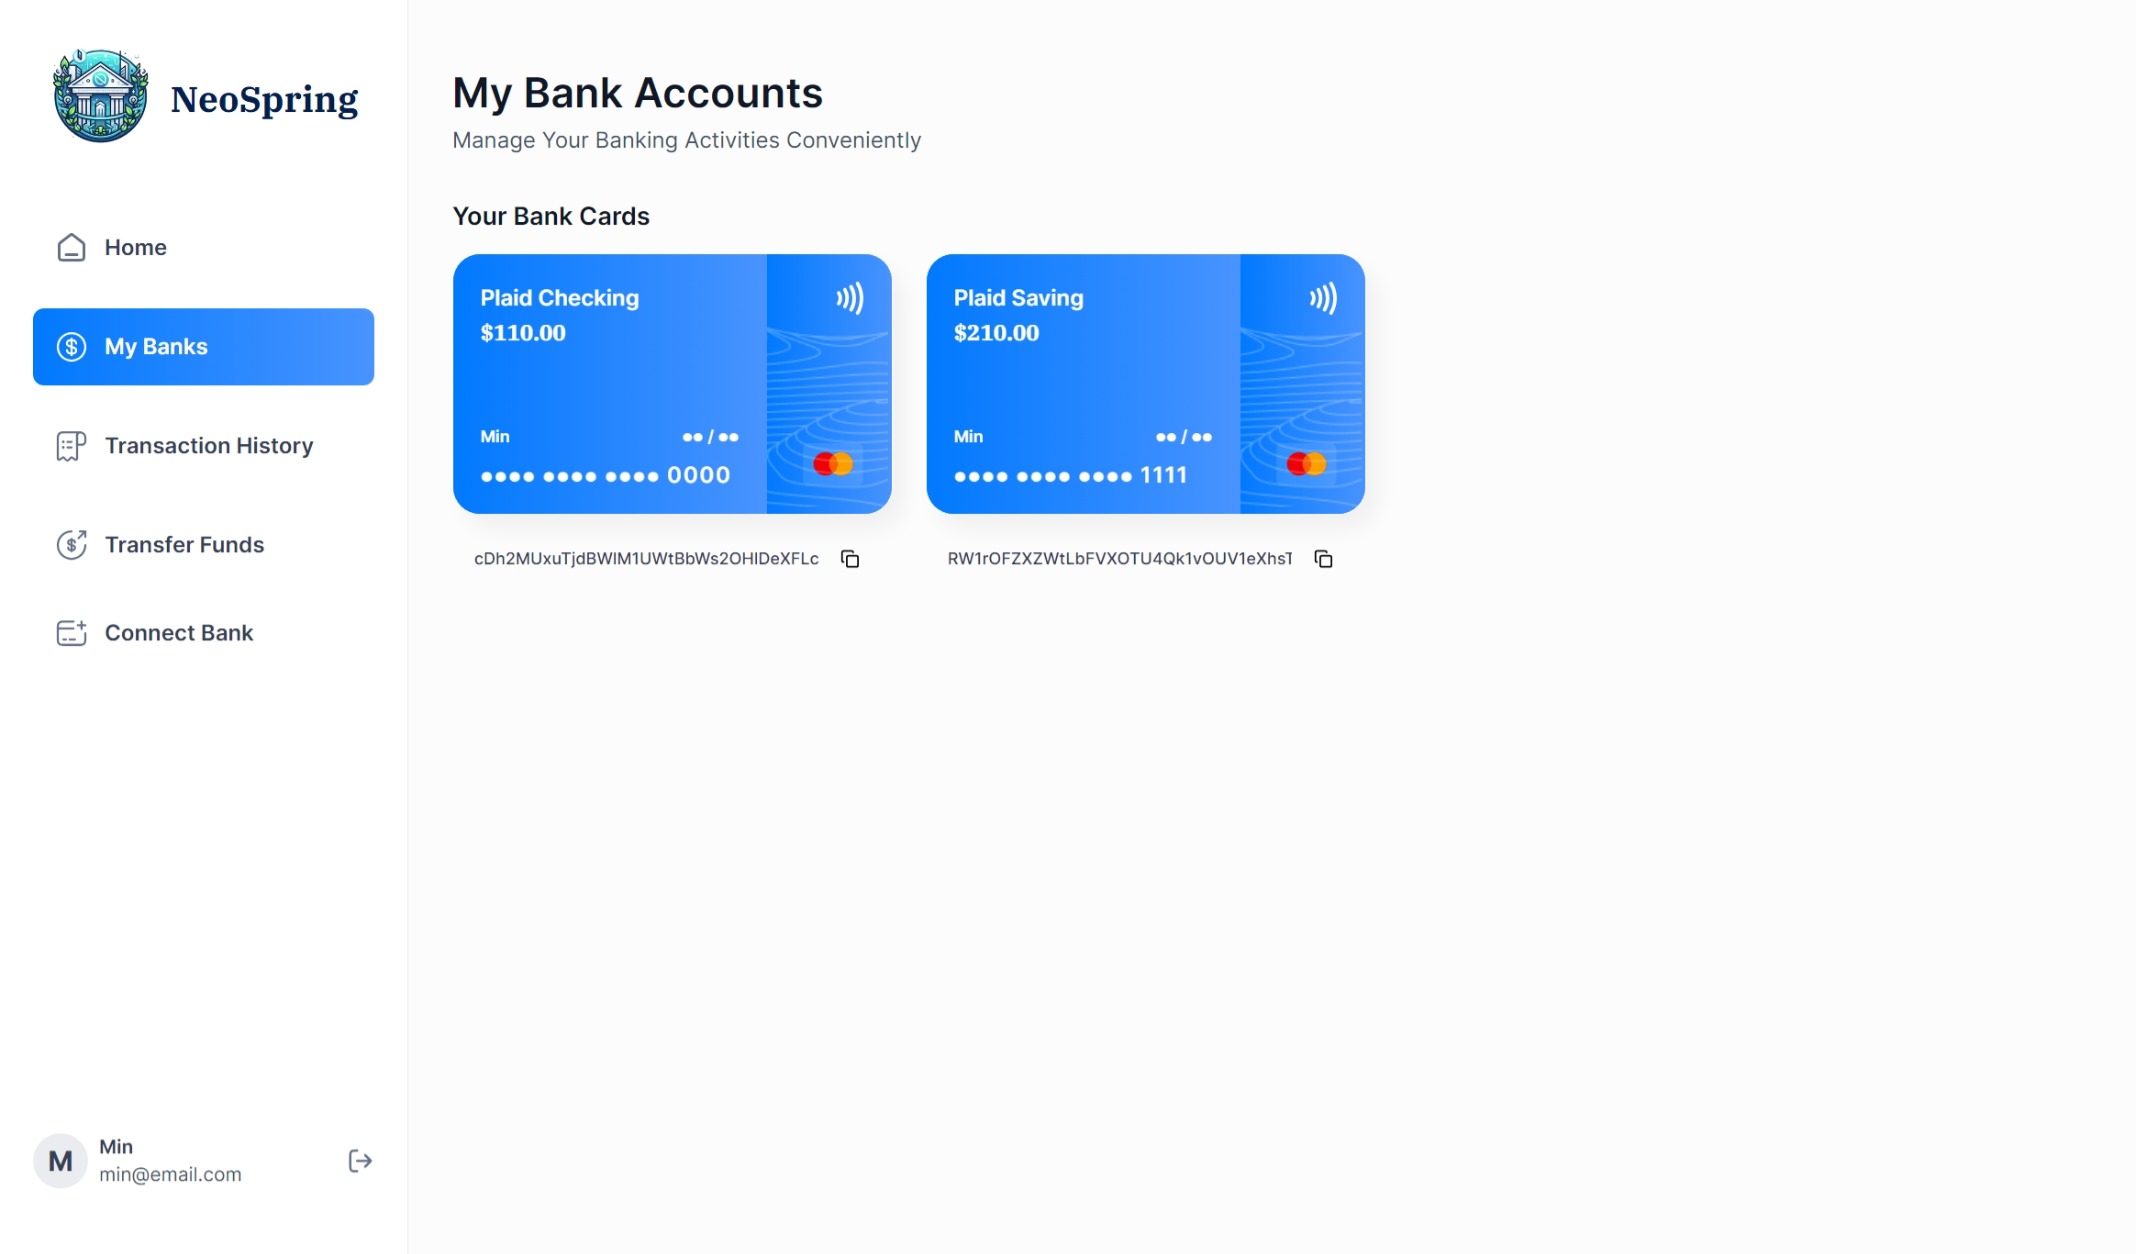 NeoSpring
Home
My Banks
Transaction History
Transfer Funds
Connect Bank
Min
min@email.com
My Bank Accounts
Manage Your Banking Activities Conveniently
Your Bank Cards
Plaid Checking
$110.00
Min ●● / ●●
●●●● ●●●● ●●●● 0000
cDh2MUxuTjdBWlM1UWtBbWs2OHlDeXFLc
Plaid Saving
$210.00
Min ●● / ●●
●●●● ●●●● ●●●● 1111
RW1rOFZXZWtLbFVXOTU4Qk1vOUV1eXhsT
M